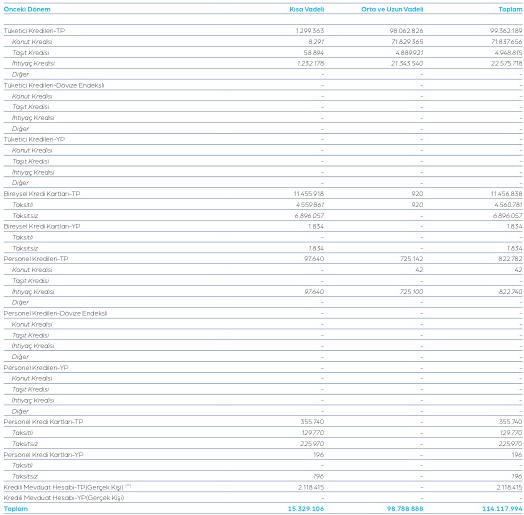 Önceki Dönem Kısa Vadeli Orta ve Uzun Vadeli Toplam
Tüketici Kredileri-TP 1.299.363 98.062.826 99.362.189
Konut Kredisi 8.291 71.829.365 71.837.656
Taşıt Kredisi 58.894 4.889.921 4.948.815
İhtiyaç Kredisi 1.232.178 21.343.540 22.575.718
Diğer - - -
Tüketici Kredileri-Dövize Endeksli - - -
Konut Kredisi - - -
Taşıt Kredisi - - -
İhtiyaç Kredisi - - -
Diğer - - -
Tüketici Kredileri-YP - - -
Konut Kredisi - - -
Taşıt Kredisi - - -
İhtiyaç Kredisi - - -
Diğer - - -
Bireysel Kredi Kartları-TP 11.455.918 920 11.456.838
Taksitli 4.559.861 920 4.560.781
Taksitsiz 6.896.057 - 6.896.057
Bireysel Kredi Kartları-YP 1.834 - 1.834
Taksitli - - -
Taksitsiz 1.834 - 1.834
Personel Kredileri-TP 97.640 725.142 822.782
Konut Kredisi - 42 42
Taşıt Kredisi - - -
İhtiyaç Kredisi 97.640 725.100 822.740
Diğer - - -
Personel Kredileri-Dövize Endeksli - - -
Konut Kredisi - - -
Taşıt Kredisi - - -
İhtiyaç Kredisi - - -
Diğer - - -
Personel Kredileri-YP - - -
Konut Kredisi - - -
Taşıt Kredisi - - -
İhtiyaç Kredisi - - -
Diğer - - -
Personel Kredi Kartları-TP 355.740 - 355.740
Taksitli 129.770 - 129.770
Taksitsiz 225.970 - 225.970
Personel Kredi Kartları-YP 196 - 196
Taksitli - - -
Taksitsiz 196 - 196
Kredili Mevduat Hesabı-TP(Gerçek Kişi) 2.118.415 - 2.118.415
Kredili Mevduat Hesabı-YP(Gerçek Kişi) - - -
Toplam 15.329.106 98.788.888 114.117.994